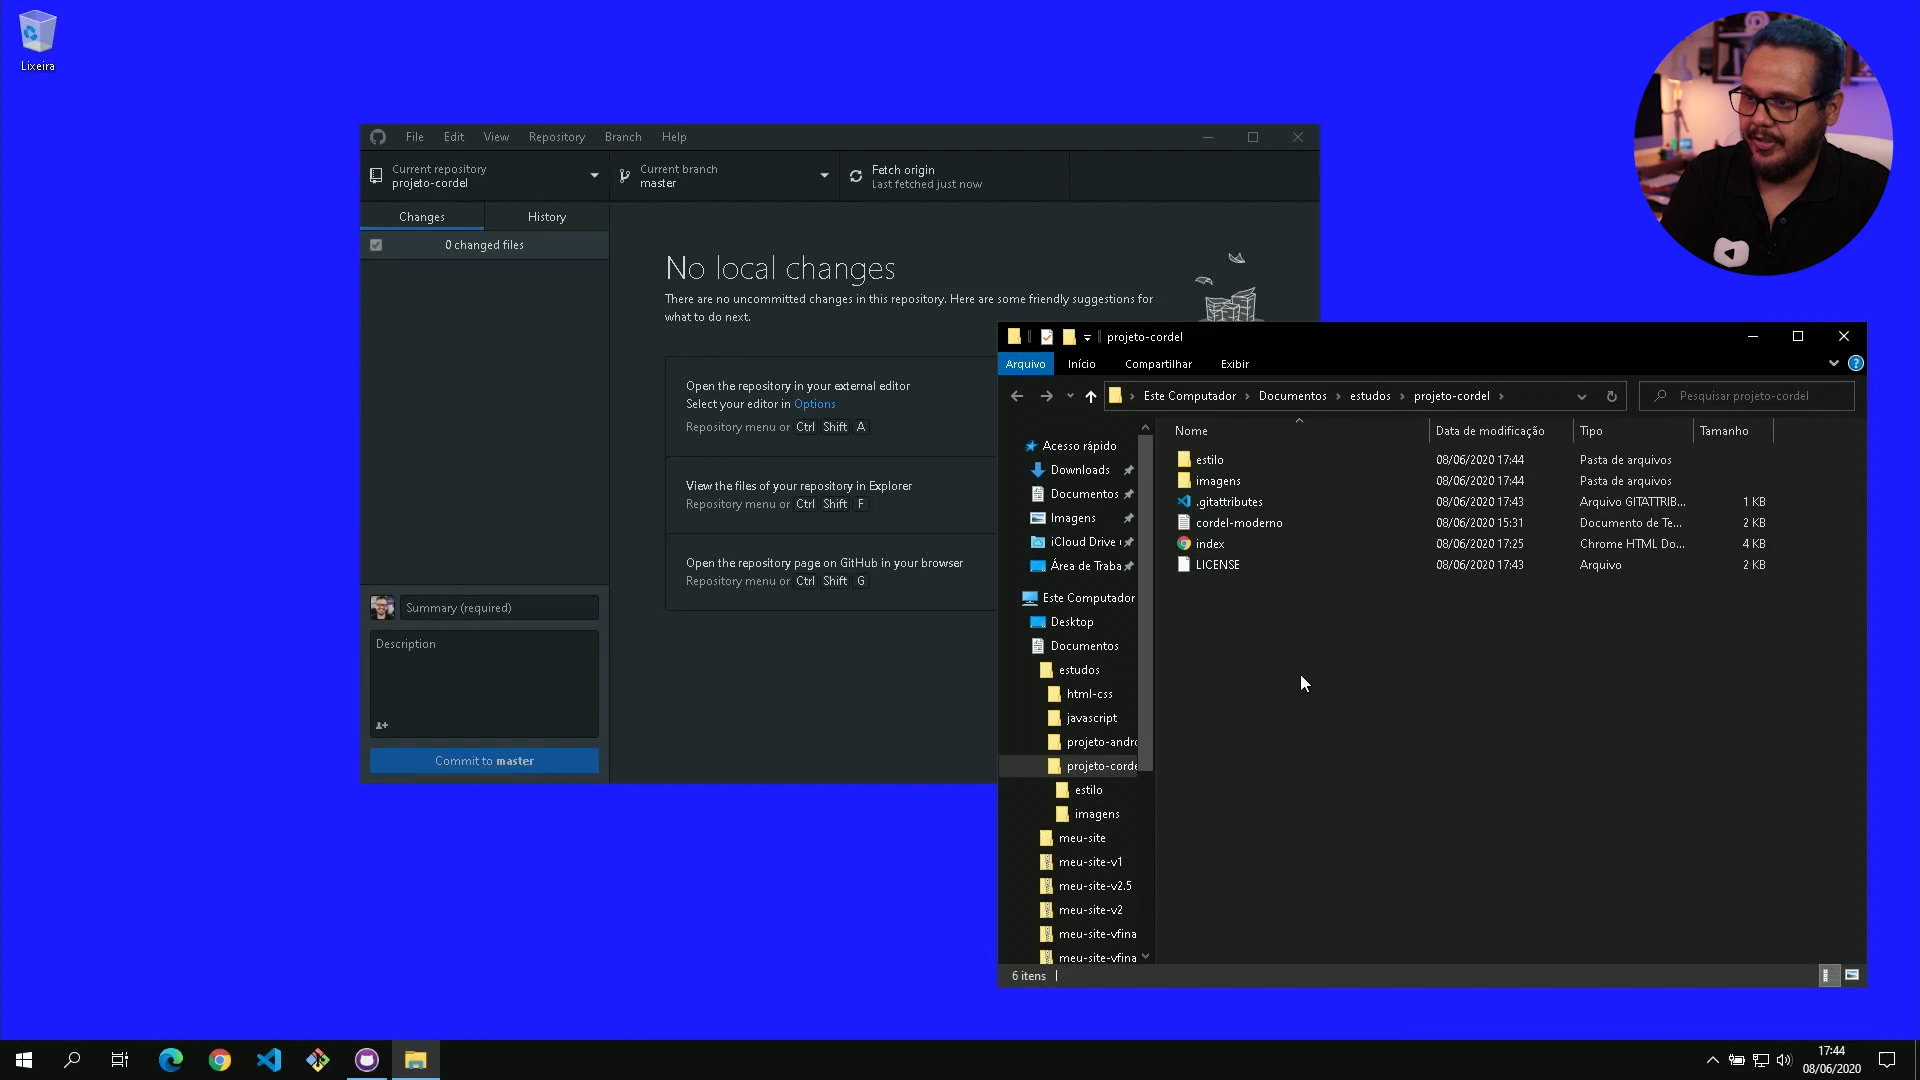 Lixeira
File Edit View Repository Branch Help
Current repository
projeto-cordel
Current branch
master
Fetch origin
Last fetched just now
Changes History
0 changed files
No local changes
There are no uncommitted changes in this repository. Here are some friendly suggestions for
what to do next.
Open the repository in your external editor
Select your editor in Options
Repository menu or Ctrl Shift A
View the files of your repository in Explorer
Repository menu or Ctrl Shift F
Open the repository page on GitHub in your browser
Repository menu or Ctrl Shift G
Summary (required)
Description
Commit to master
projeto-cordel
Arquivo Início Compartilhar Exibir
Este Computador Documentos estudos projeto-cordel
Pesquisar projeto-cordel
Nome Data de modificação Tipo Tamanho
estilo 08/06/2020 17:44 Pasta de arquivos
imagens 08/06/2020 17:44 Pasta de arquivos
.gitattributes 08/06/2020 17:43 Arquivo GITATTRIB... 1 KB
cordel-moderno 08/06/2020 15:31 Documento de Te... 2 KB
index 08/06/2020 17:25 Chrome HTML Do... 4 KB
LICENSE 08/06/2020 17:43 Arquivo 2 KB
Acesso rápido
Downloads
Documentos
Imagens
iCloud Drive
Área de Traba
Este Computador
Desktop
Documentos
estudos
html-css
javascript
projeto-andro
projeto-corde
estilo
imagens
meu-site
meu-site-v1
meu-site-v2.5
meu-site-v2
meu-site-vfina
meu-site-vfina
6 itens
17:44
08/06/2020